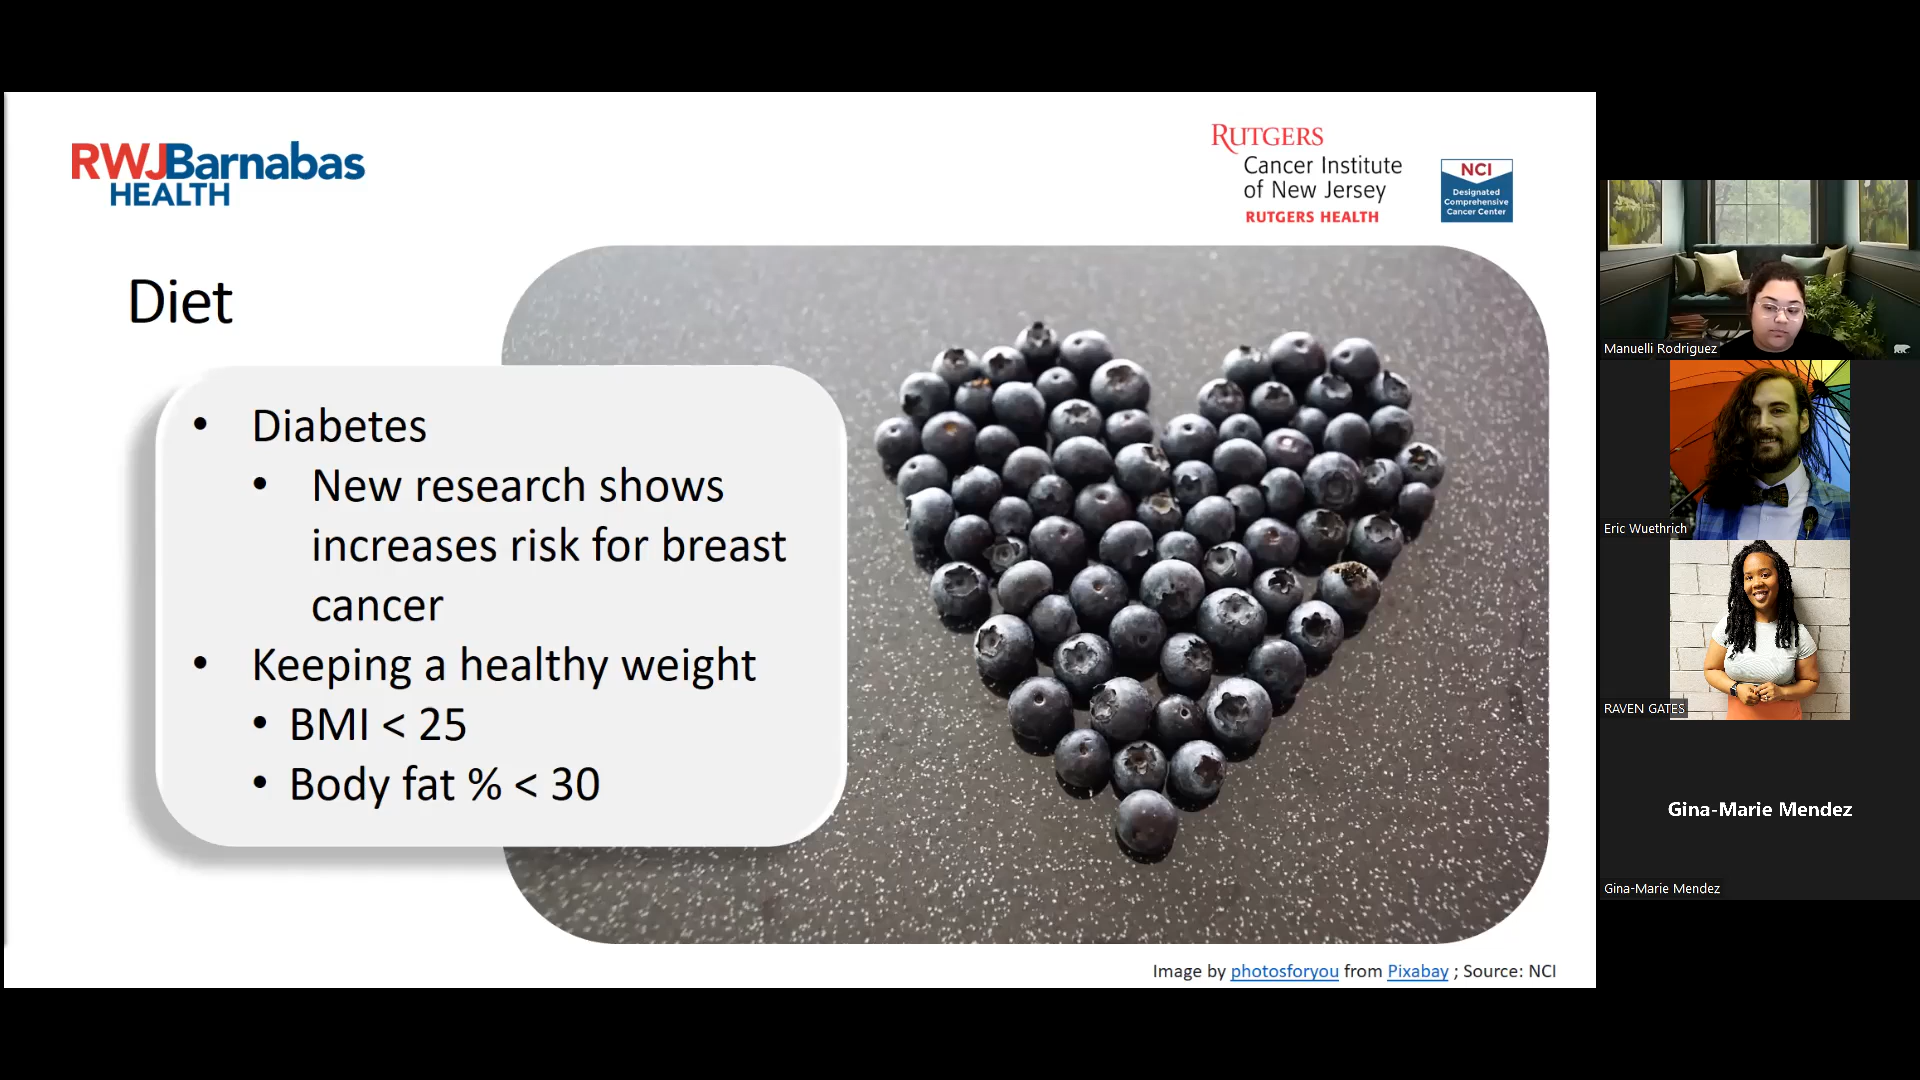 RWJBarnabas
HEALTH
RUTGERS
Cancer Institute
of New Jersey
RUTGERS HEALTH
NCI
Designated
Comprehensive
Cancer Center
Diet
• Diabetes
• New research shows
increases risk for breast
cancer
• Keeping a healthy weight
• BMI < 25
• Body fat % < 30
Image by photosforyou from Pixabay ; Source: NCI
Manuelli Rodriguez
Eric Wuethrich
RAVEN GATES
Gina-Marie Mendez
Gina-Marie Mendez